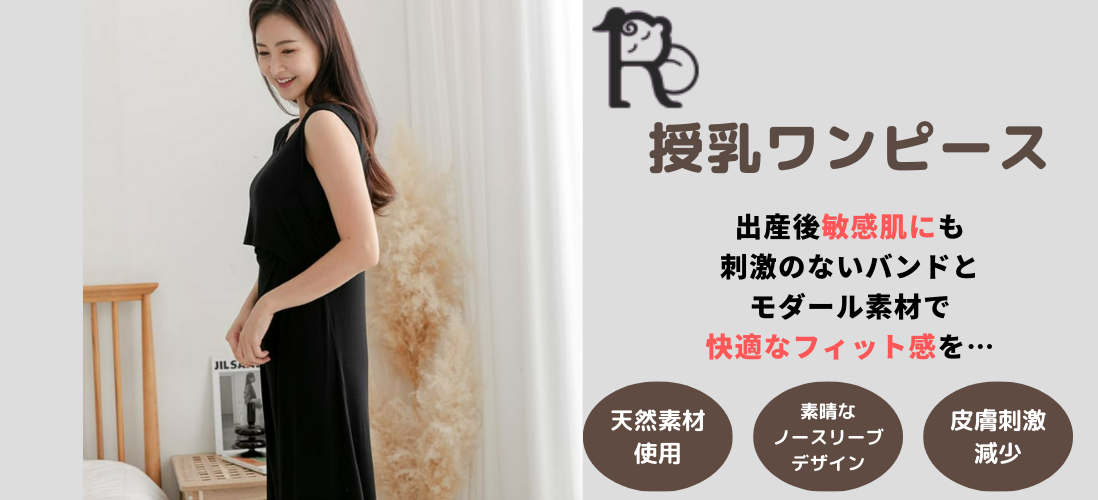 授乳ワンピース
出産後敏感肌にも
刺激のないバンドと
モダール素材で
快適なフィット感を…
天然素材
使用
素晴な
ノースリーブ
デザイン
皮膚刺激
減少